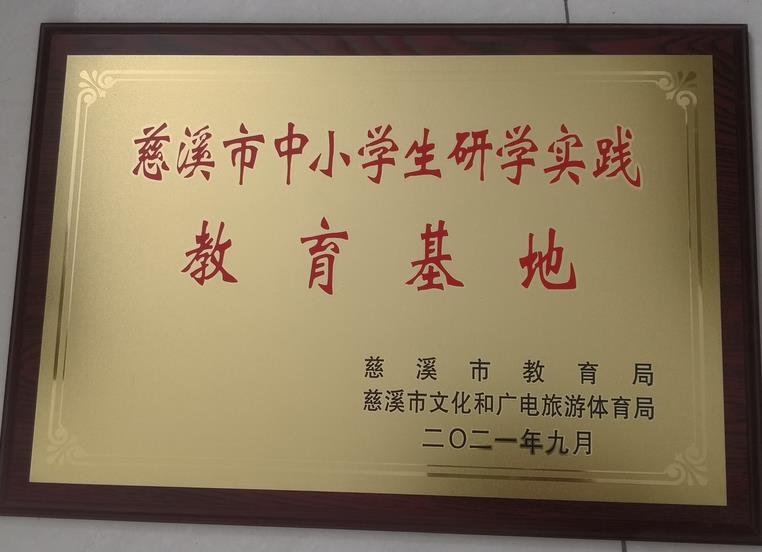 慈溪市中小学生研学实践
教育基地
慈溪市教育局
慈溪市文化和广电旅游体育局
二〇二一年九月